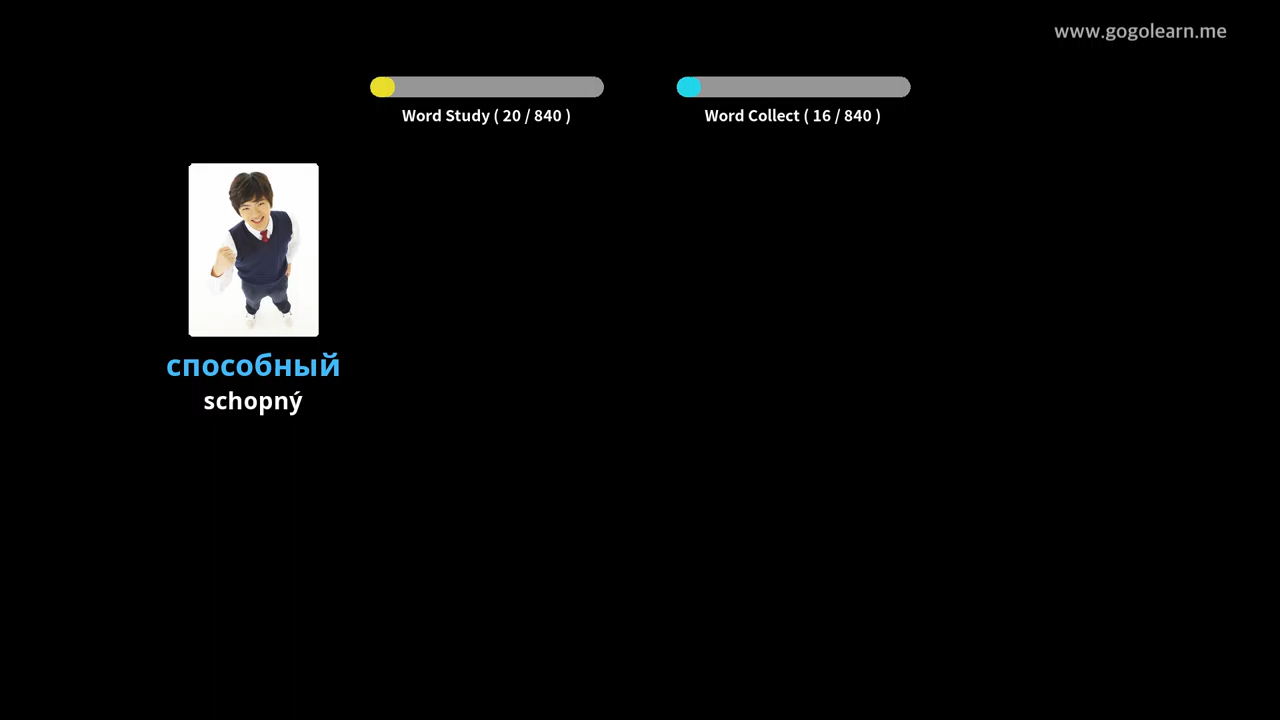 www.gogolearn.me
Word Study ( 20 / 840 )
Word Collect ( 16 / 840 )
способный
schopný